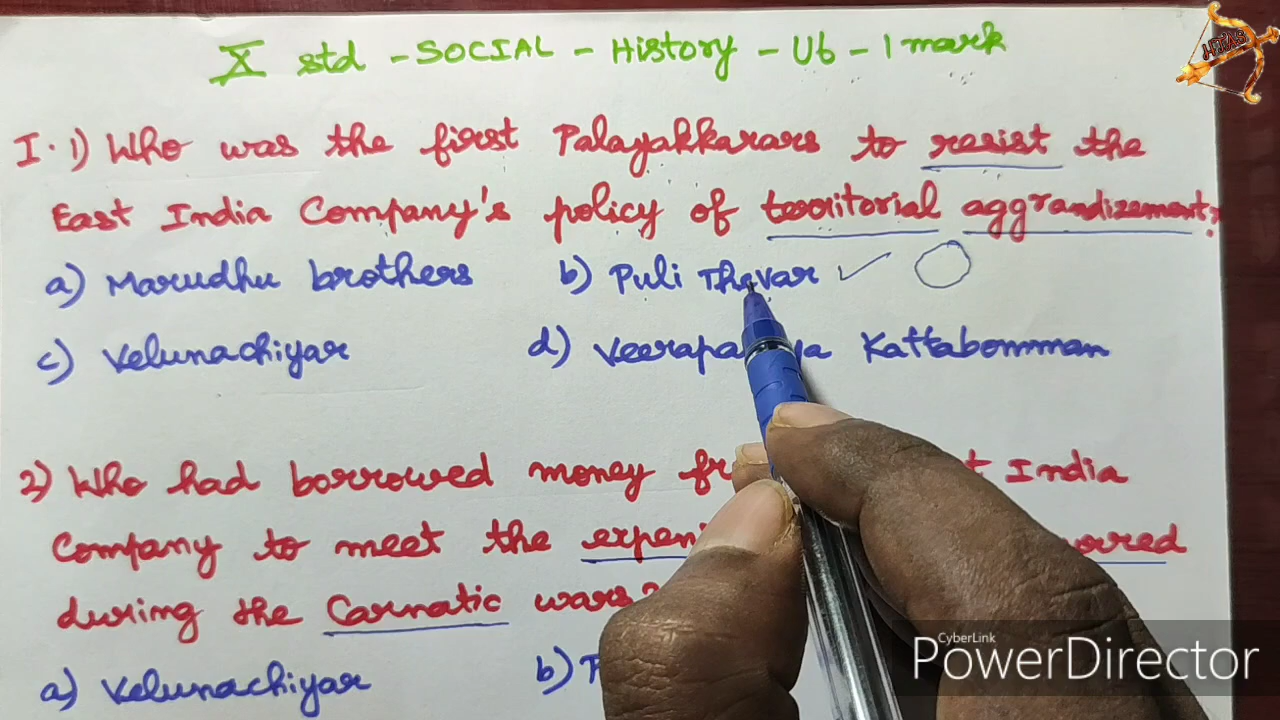 X std - SOCIAL - History - U6 - 1 mark
I. 1) Who was the first Palayakkarars to resist the
East India Company's policy of territorial aggrandizement?
a) Marudhu brothers b) Puli Thevar ✓
c) Velunachiyar d) Kattabomman
2) Who had borrowed money India
Company to meet the
during the Carnatic wars?
a) Velunachiyar b)
HTMS
CyberLink
PowerDirector